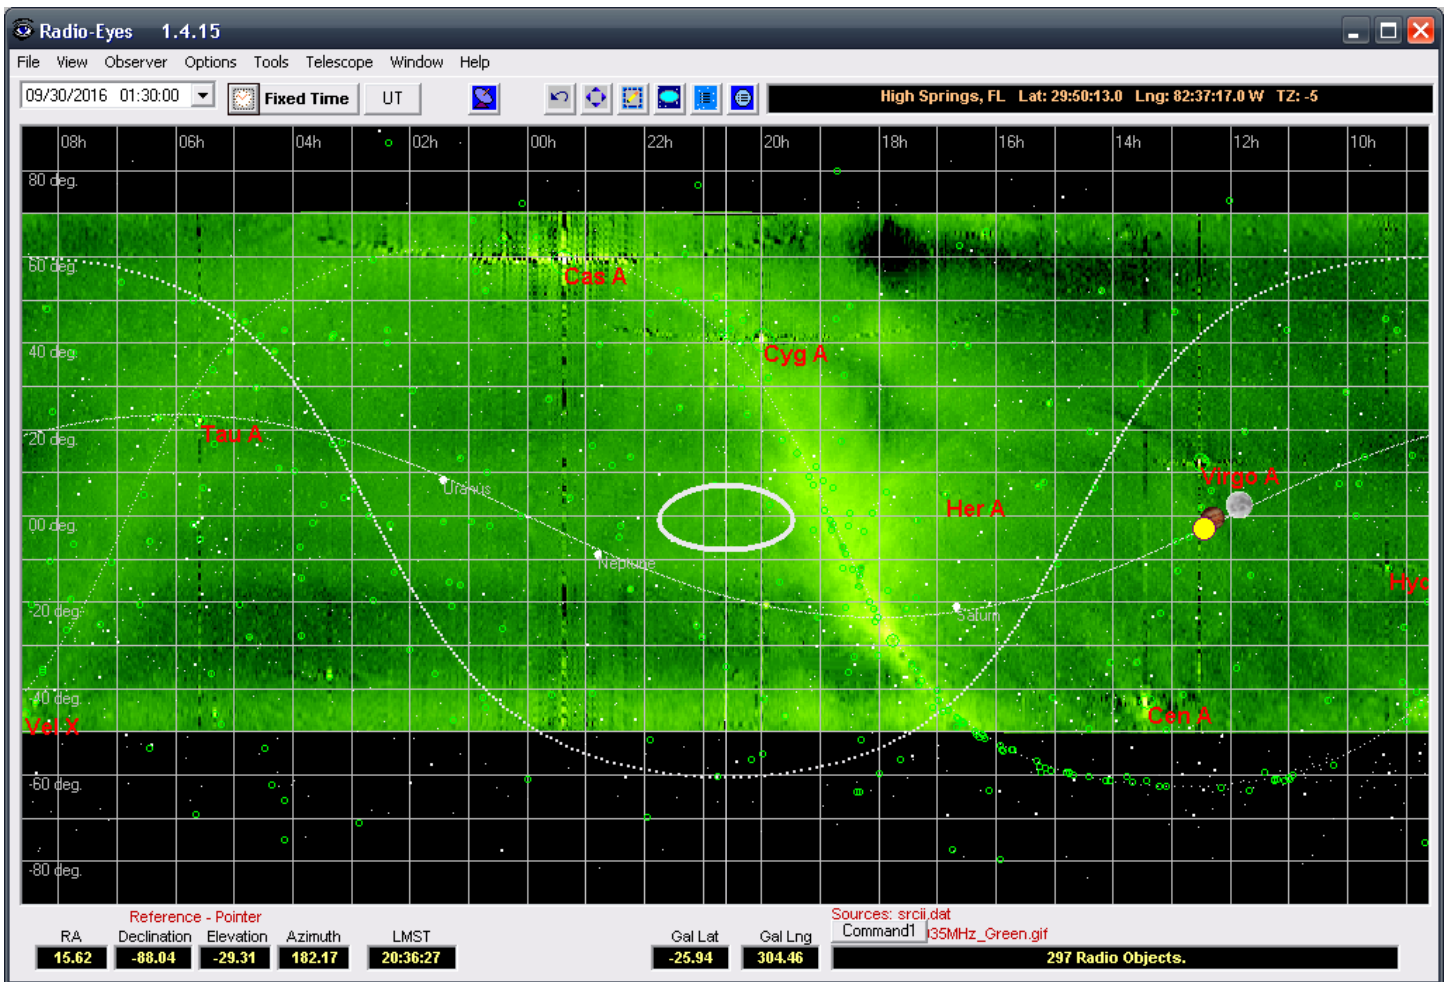 Radio-Eyes 1.4.15
File View Observer Options Tools Telescope Window Help
09/30/2016 01:30:00 Fixed Time UT High Springs, FL Lat: 29:50:13.0 Lng: 82:37:17.0 W TZ: -5
08h 06h 04h 02h 00h 22h 20h 18h 16h 14h 12h 10h
80 deg.
60 deg.
Cas A
40 deg.
Cyg A
20 deg.
Tau A
Virgo A
Uranus
Her A
00 deg.
Neptune
Hyd
-20 deg.
Saturn
-40 deg.
Cen A
Vel X
-60 deg.
-80 deg.
Reference - Pointer
Sources: srcii.dat
RA Declination Elevation Azimuth LMST Gal Lat Gal Lng Command1 035MHz_Green.gif
15.62 -88.04 -29.31 182.17 20:36:27 -25.94 304.46 297 Radio Objects.